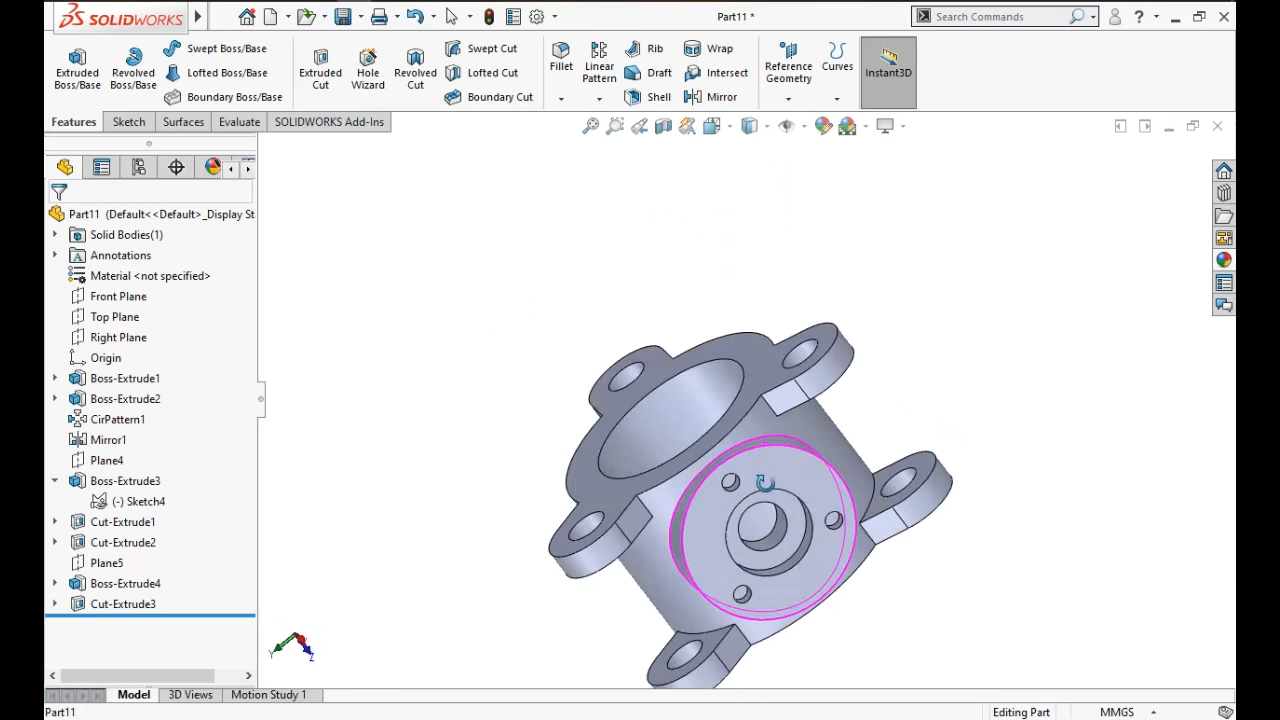 SOLIDWORKS
Part11 *
Search Commands
Extruded Boss/Base
Revolved Boss/Base
Swept Boss/Base
Lofted Boss/Base
Boundary Boss/Base
Extruded Cut
Hole Wizard
Revolved Cut
Swept Cut
Lofted Cut
Boundary Cut
Fillet
Linear Pattern
Rib
Draft
Shell
Wrap
Intersect
Mirror
Reference Geometry
Curves
Instant3D
Features Sketch Surfaces Evaluate SOLIDWORKS Add-Ins
Part11 (Default<<Default>_Display St
Solid Bodies(1)
Annotations
Material <not specified>
Front Plane
Top Plane
Right Plane
Origin
Boss-Extrude1
Boss-Extrude2
CirPattern1
Mirror1
Plane4
Boss-Extrude3
(-) Sketch4
Cut-Extrude1
Cut-Extrude2
Plane5
Boss-Extrude4
Cut-Extrude3
Y
Z
Model 3D Views Motion Study 1
Part11 Editing Part MMGS